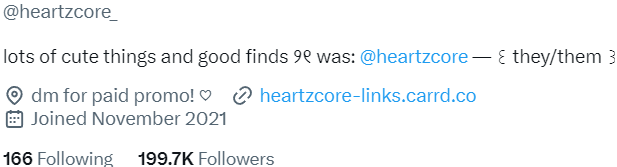 @heartzcore_
lots of cute things and good finds ୨୧ was: @heartzcore — ꒰ they/them ꒱
dm for paid promo! ♡ heartzcore-links.carrd.co
Joined November 2021
166 Following 199.7K Followers